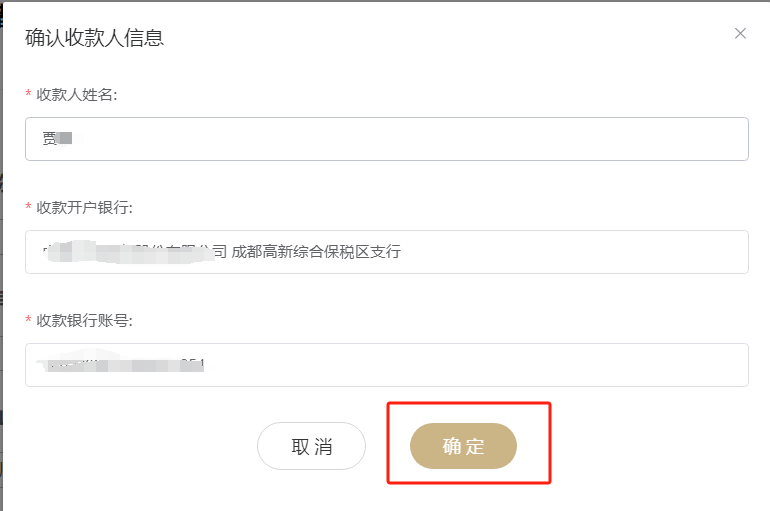 确认收款人信息
* 收款人姓名:
贾
* 收款开户银行:
公司 成都高新综合保税区支行
* 收款银行账号:
取消
确定